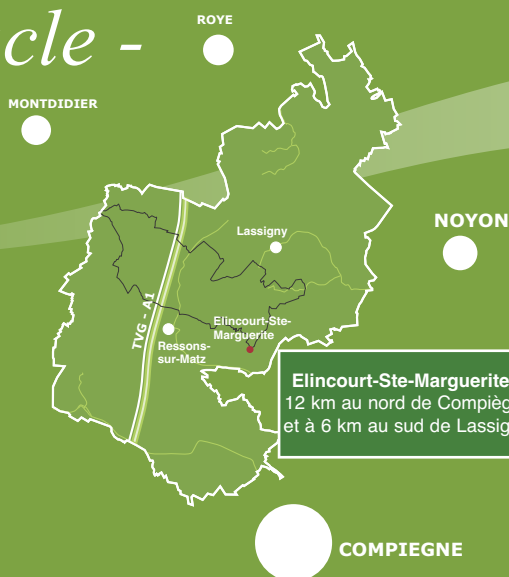 cle -
ROYE
MONTDIDIER
NOYON
Lassigny
TVG - A1
Elincourt-Ste-
Marguerite
Ressons-
sur-Matz
Elincourt-Ste-Marguerite
12 km au nord de Compièg
et à 6 km au sud de Lassig
COMPIEGNE